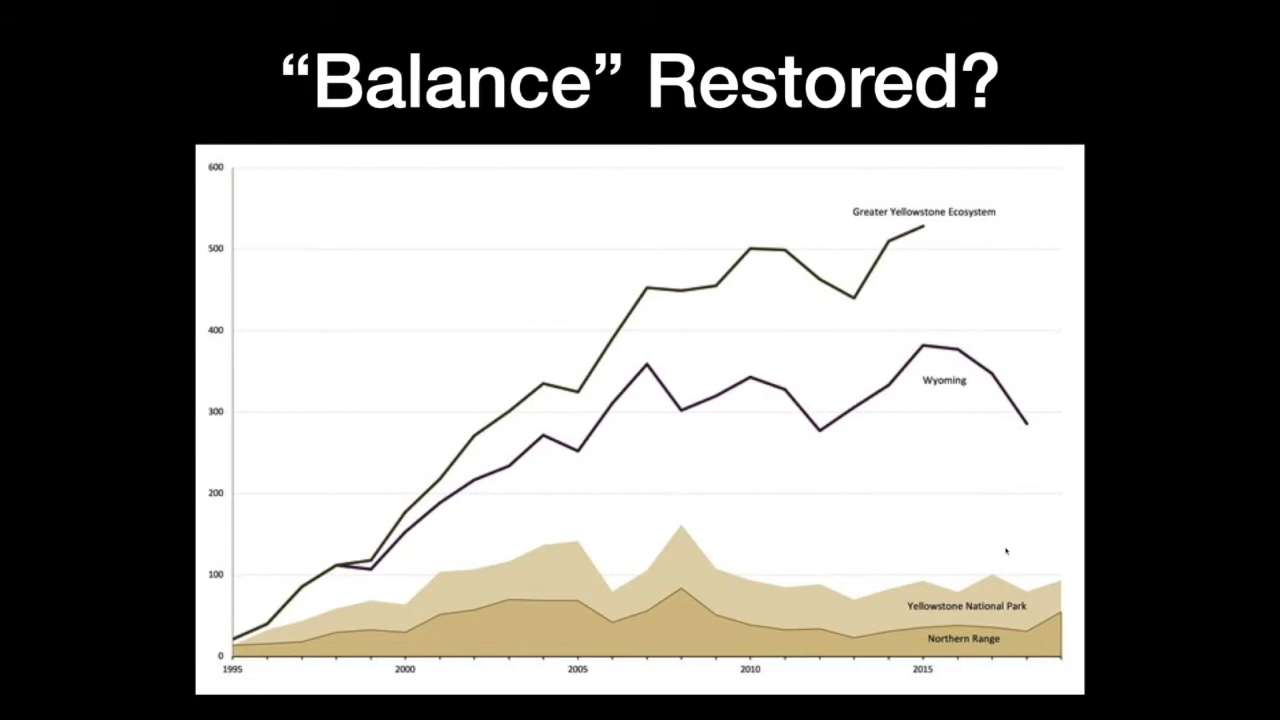 “Balance” Restored?
600
Greater Yellowstone Ecosystem
500
400
Wyoming
300
200
100
Yellowstone National Park
Northern Range
0
1995
2000
2005
2010
2015